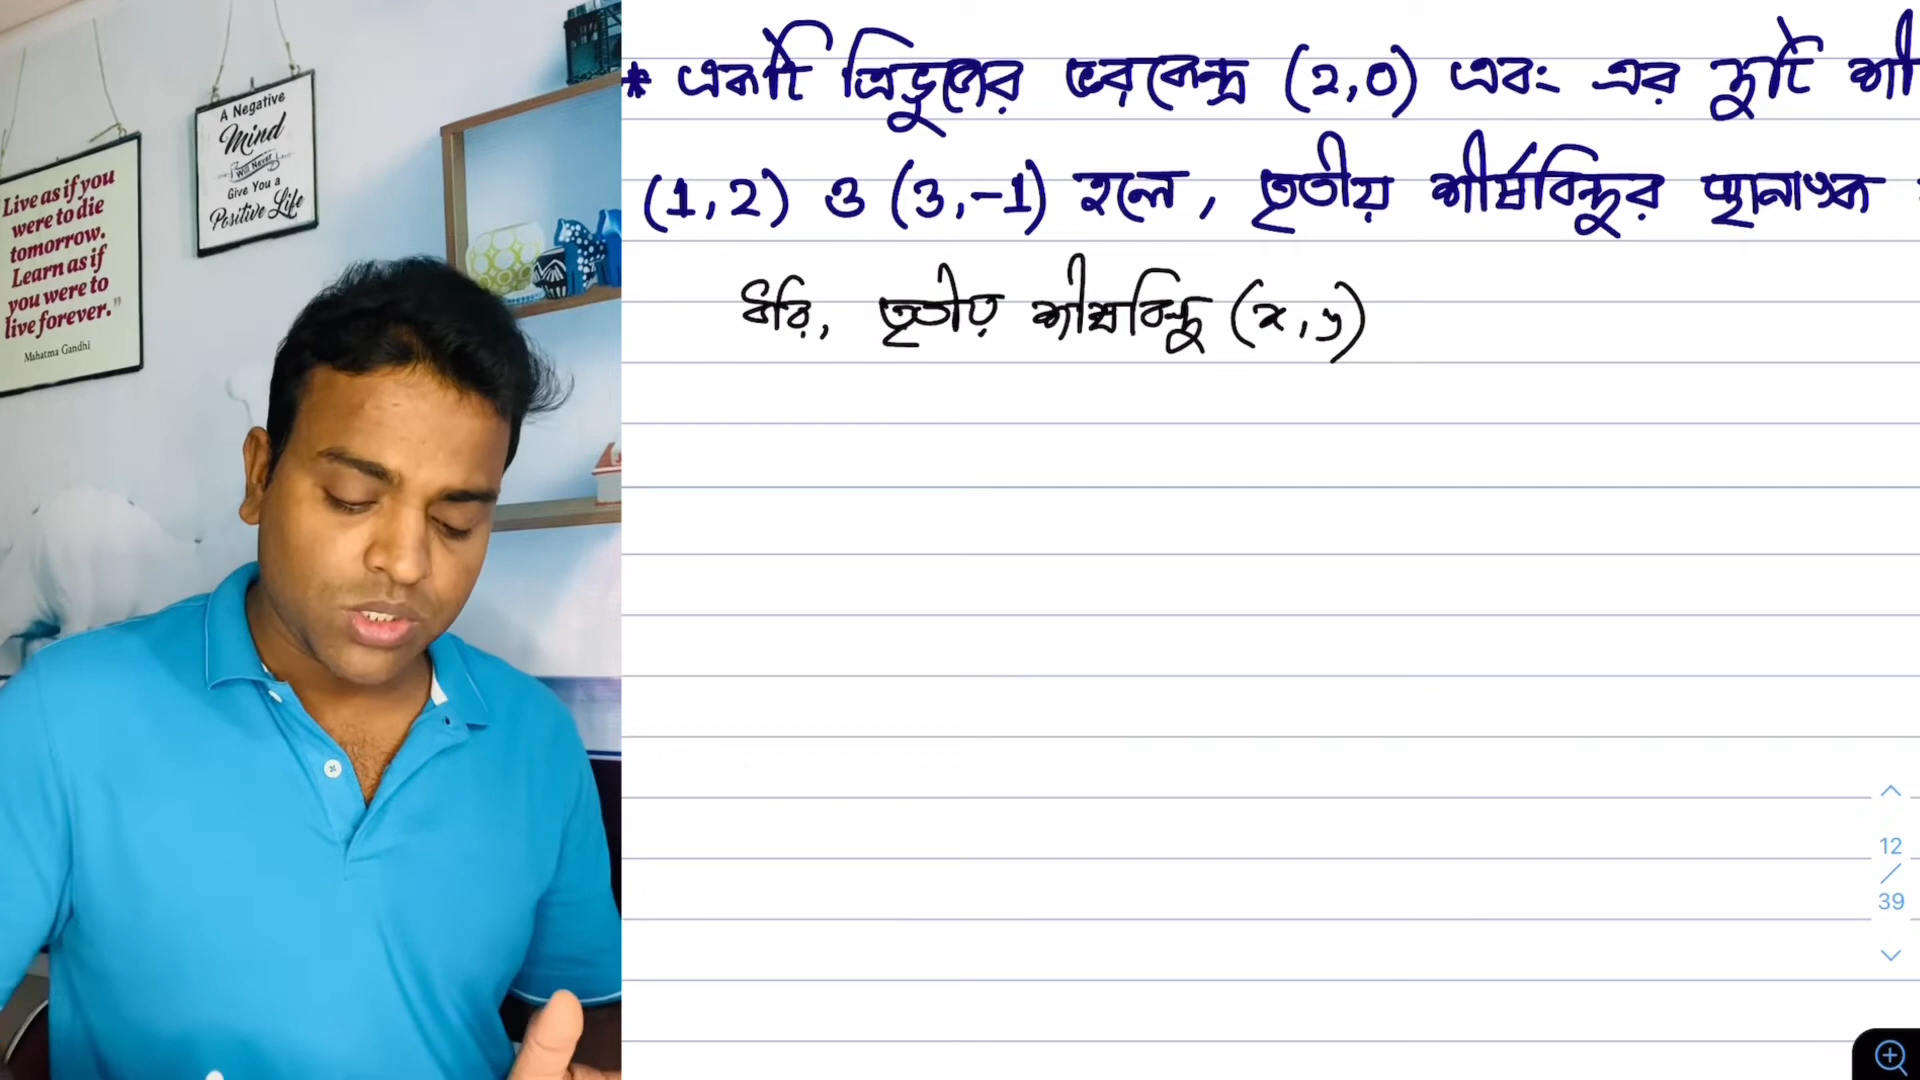 A Negative
Mind
Will Never
Give You a
Positive Life
Live as if you
were to die
tomorrow.
Learn as if
you were to
live forever."
Mahatma Gandhi
* একটি ত্রিভুজের ভরকেন্দ্র (2,0) এবং এর দুটি শী
(1,2) ও (3,-1) হলে, তৃতীয় শীর্ষবিন্দুর স্থানাঙ্ক
ধরি, তৃতীয় শীর্ষবিন্দু (x,y)
12
/
39